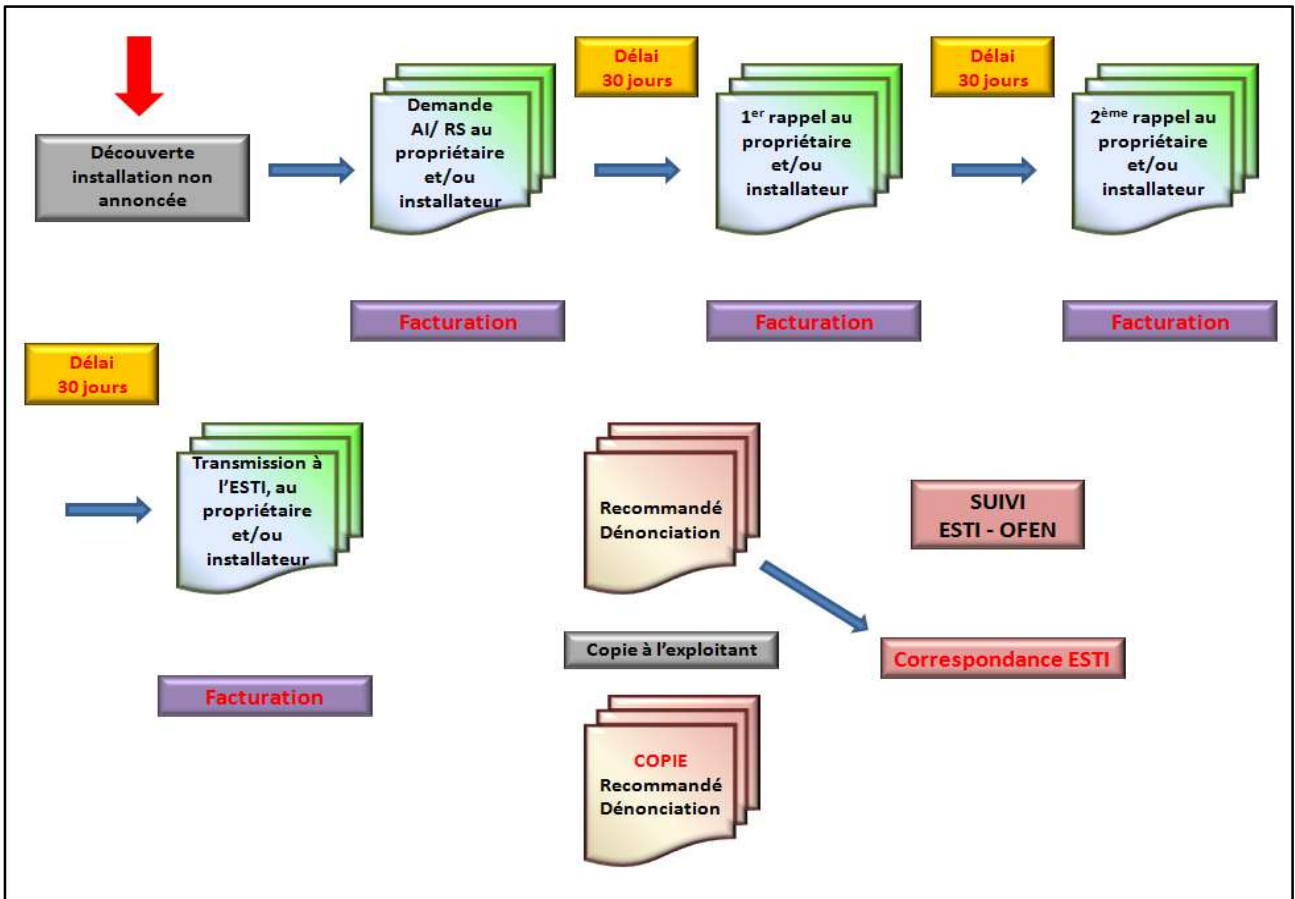 Découverte
installation non
annoncée
Demande
AI/ RS au
propriétaire
et/ou
installateur
Délai
30 jours
1er rappel au
propriétaire
et/ou
installateur
Délai
30 jours
2ème rappel au
propriétaire
et/ou
installateur
Facturation
Facturation
Facturation
Délai
30 jours
Transmission à
l’ESTI, au
propriétaire
et/ou
installateur
Facturation
Recommandé
Dénonciation
SUIVI
ESTI - OFEN
Copie à l’exploitant
Correspondance ESTI
COPIE
Recommandé
Dénonciation